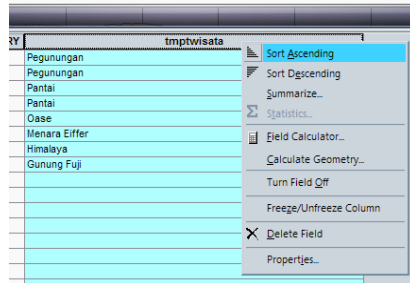 RY tmptwisata
Pegunungan
Pegunungan
Pantai
Pantai
Oase
Menara Eiffer
Himalaya
Gunung Fuji
Sort Ascending
Sort Descending
Summarize...
Σ Statistics...
Field Calculator...
Calculate Geometry...
Turn Field Off
Freeze/Unfreeze Column
Delete Field
Properties...